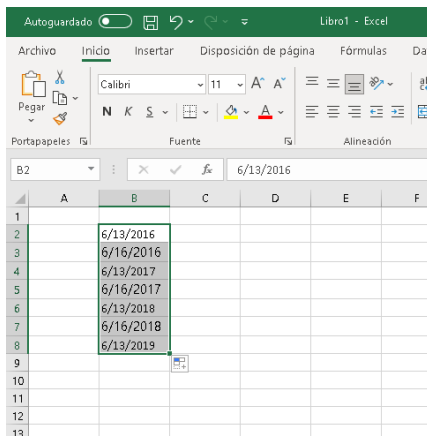 Autoguardado Libro1 - Excel
Archivo Inicio Insertar Disposición de página Fórmulas Da
Pegar
Calibri 11 A A
N K S A
Portapapeles Fuente Alineación
B2 fx 6/13/2016
A B C D E F
1
2 6/13/2016
3 6/16/2016
4 6/13/2017
5 6/16/2017
6 6/13/2018
7 6/16/2018
8 6/13/2019
9
10
11
12
13